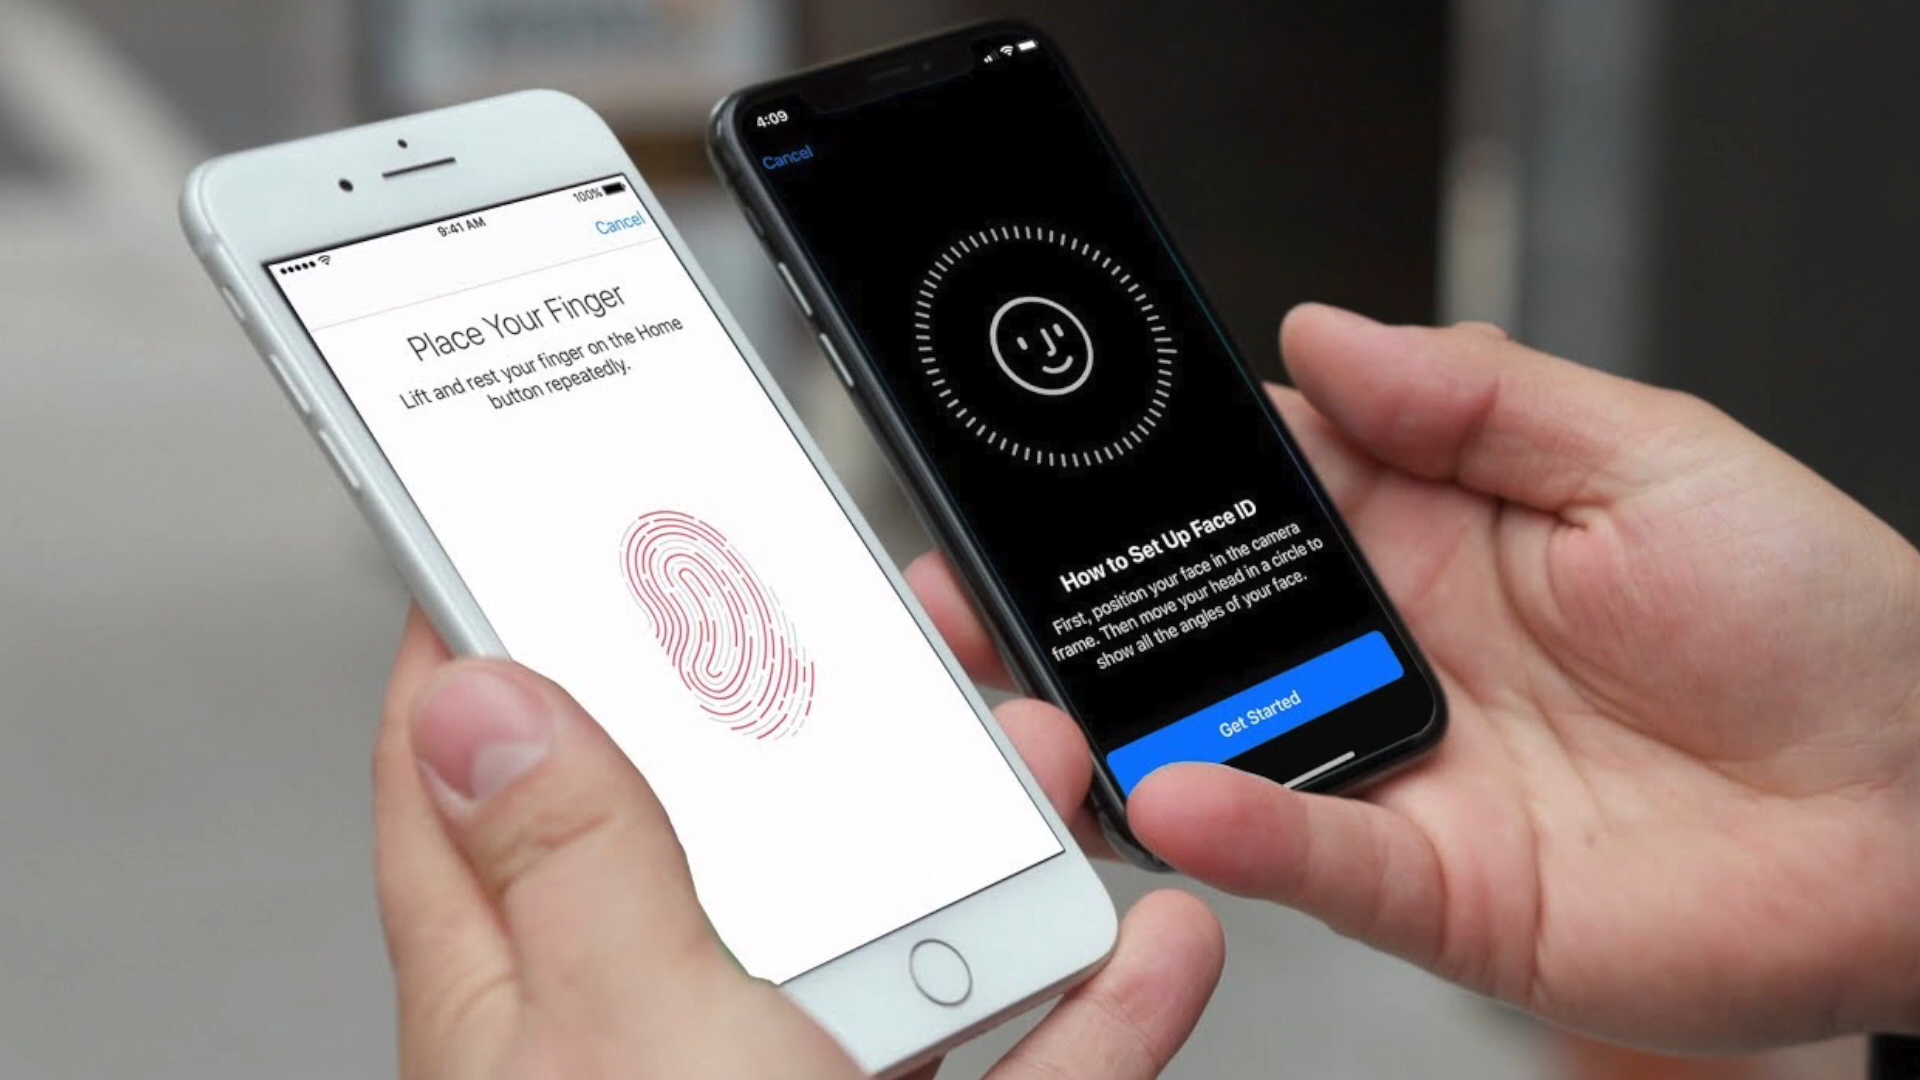 9:41 AM
100%
Cancel
Place Your Finger
Lift and rest your finger on the Home
button repeatedly.
4:09
Cancel
How to Set Up Face ID
First, position your face in the camera
frame. Then move your head in a circle to
show all the angles of your face.
Get Started